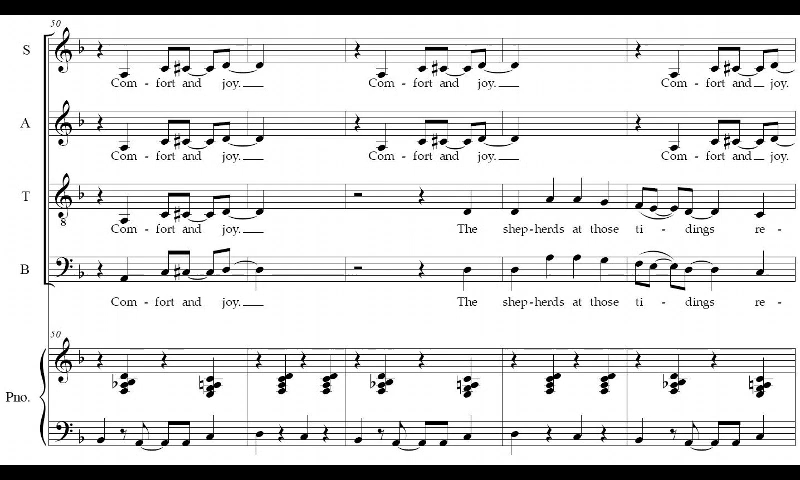 50
S
Com - fort and joy. Com - fort and joy. Com - fort and joy.
A
Com - fort and joy. Com - fort and joy. Com - fort and joy.
T
8
Com - fort and joy. The shep-herds at those ti - dings re -
B
Com - fort and joy. The shep-herds at those ti - dings re -
50
Pno.